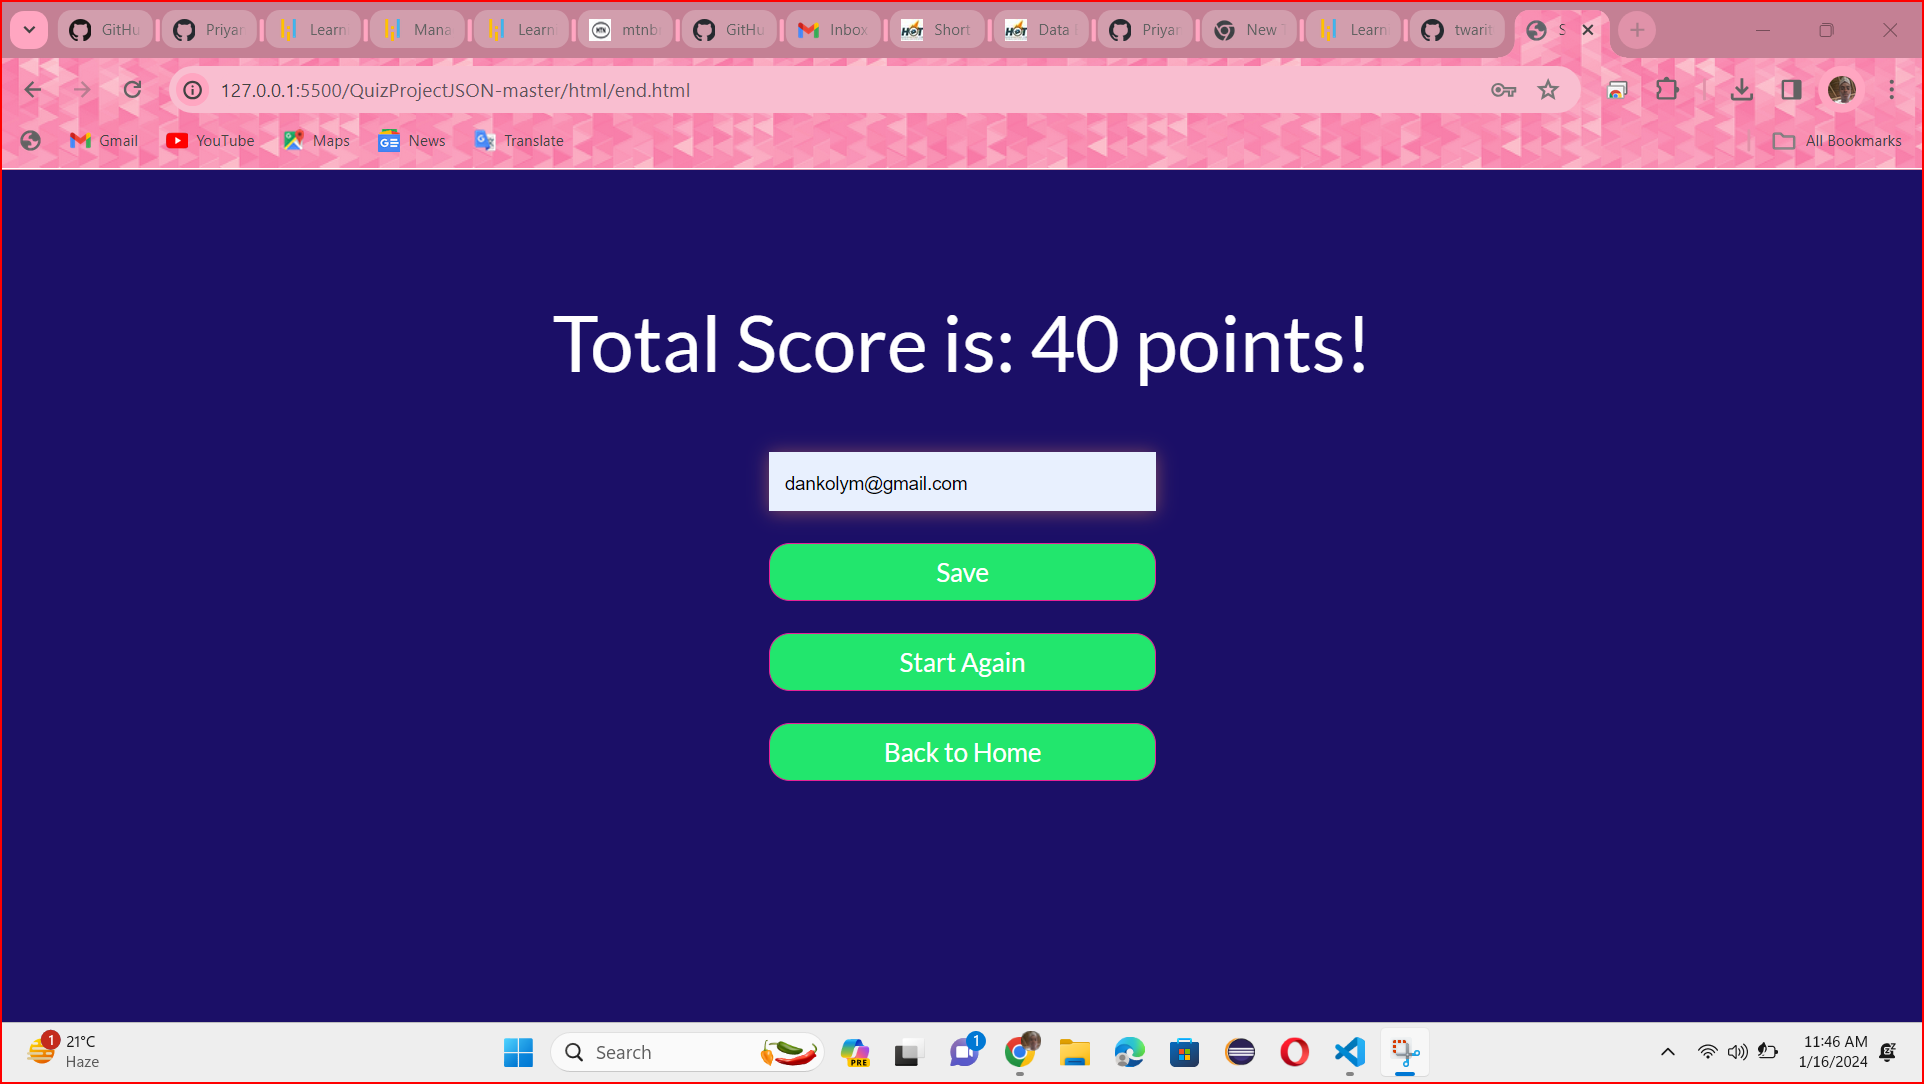 GitHu Priyar Learn Mana Learn mtnb GitHu Inbox Short Data Priyar New Learn twarit S
127.0.0.1:5500/QuizProjectJSON-master/html/end.html
Gmail YouTube Maps News Translate All Bookmarks
Total Score is: 40 points!
dankolym@gmail.com
Save
Start Again
Back to Home
1 21°C
Haze
Search
PRE
1
11:46 AM
1/16/2024